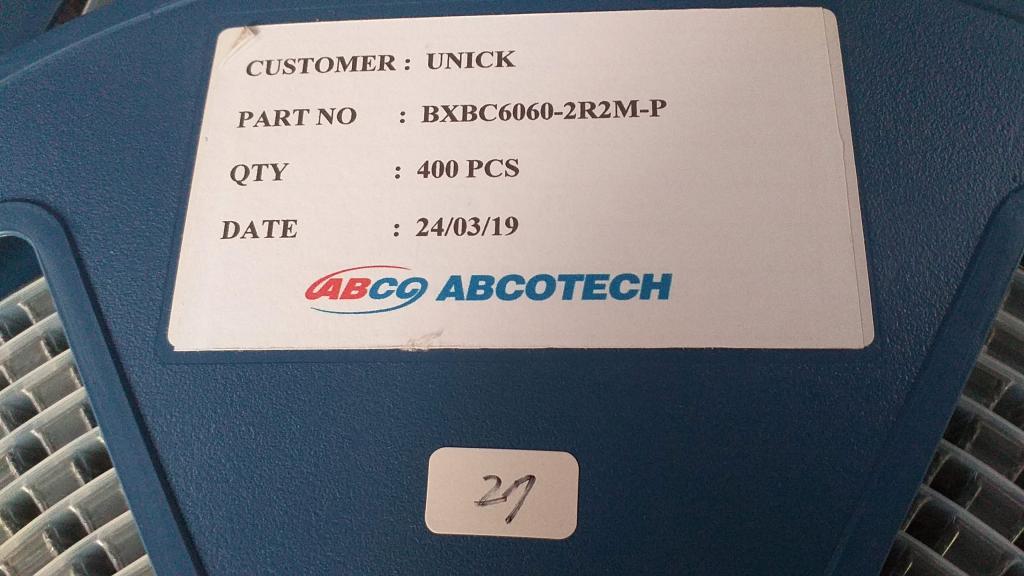 CUSTOMER : UNICK
PART NO : BXBC6060-2R2M-P
QTY : 400 PCS
DATE : 24/03/19
ABCO ABCOTECH
27